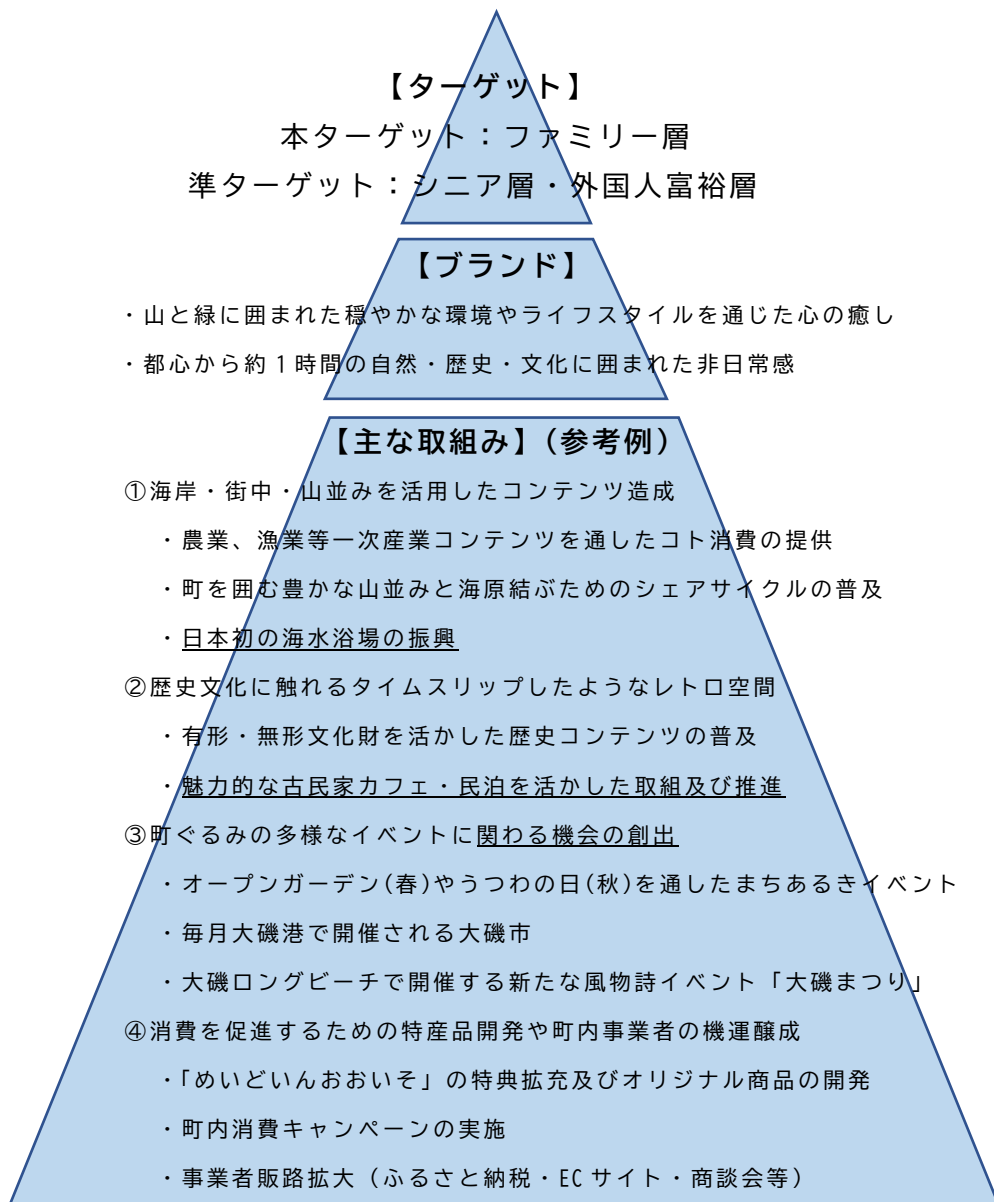 【ターゲット】
本ターゲット：ファミリー層
準ターゲット：シニア層・外国人富裕層
【ブランド】
・山と緑に囲まれた穏やかな環境やライフスタイルを通じた心の癒し
・都心から約１時間の自然・歴史・文化に囲まれた非日常感
【主な取組み】（参考例）
①海岸・街中・山並みを活用したコンテンツ造成
・農業、漁業等一次産業コンテンツを通したコト消費の提供
・町を囲む豊かな山並みと海原結ぶためのシェアサイクルの普及
・日本初の海水浴場の振興
②歴史文化に触れるタイムスリップしたようなレトロ空間
・有形・無形文化財を活かした歴史コンテンツの普及
・魅力的な古民家カフェ・民泊を活かした取組及び推進
③町ぐるみの多様なイベントに関わる機会の創出
・オープンガーデン(春)やうつわの日(秋)を通したまちあるきイベント
・毎月大磯港で開催される大磯市
・大磯ロングビーチで開催する新たな風物詩イベント「大磯まつり」
④消費を促進するための特産品開発や町内事業者の機運醸成
・「めいどいんおおいそ」の特典拡充及びオリジナル商品の開発
・町内消費キャンペーンの実施
・事業者販路拡大（ふるさと納税・ECサイト・商談会等）